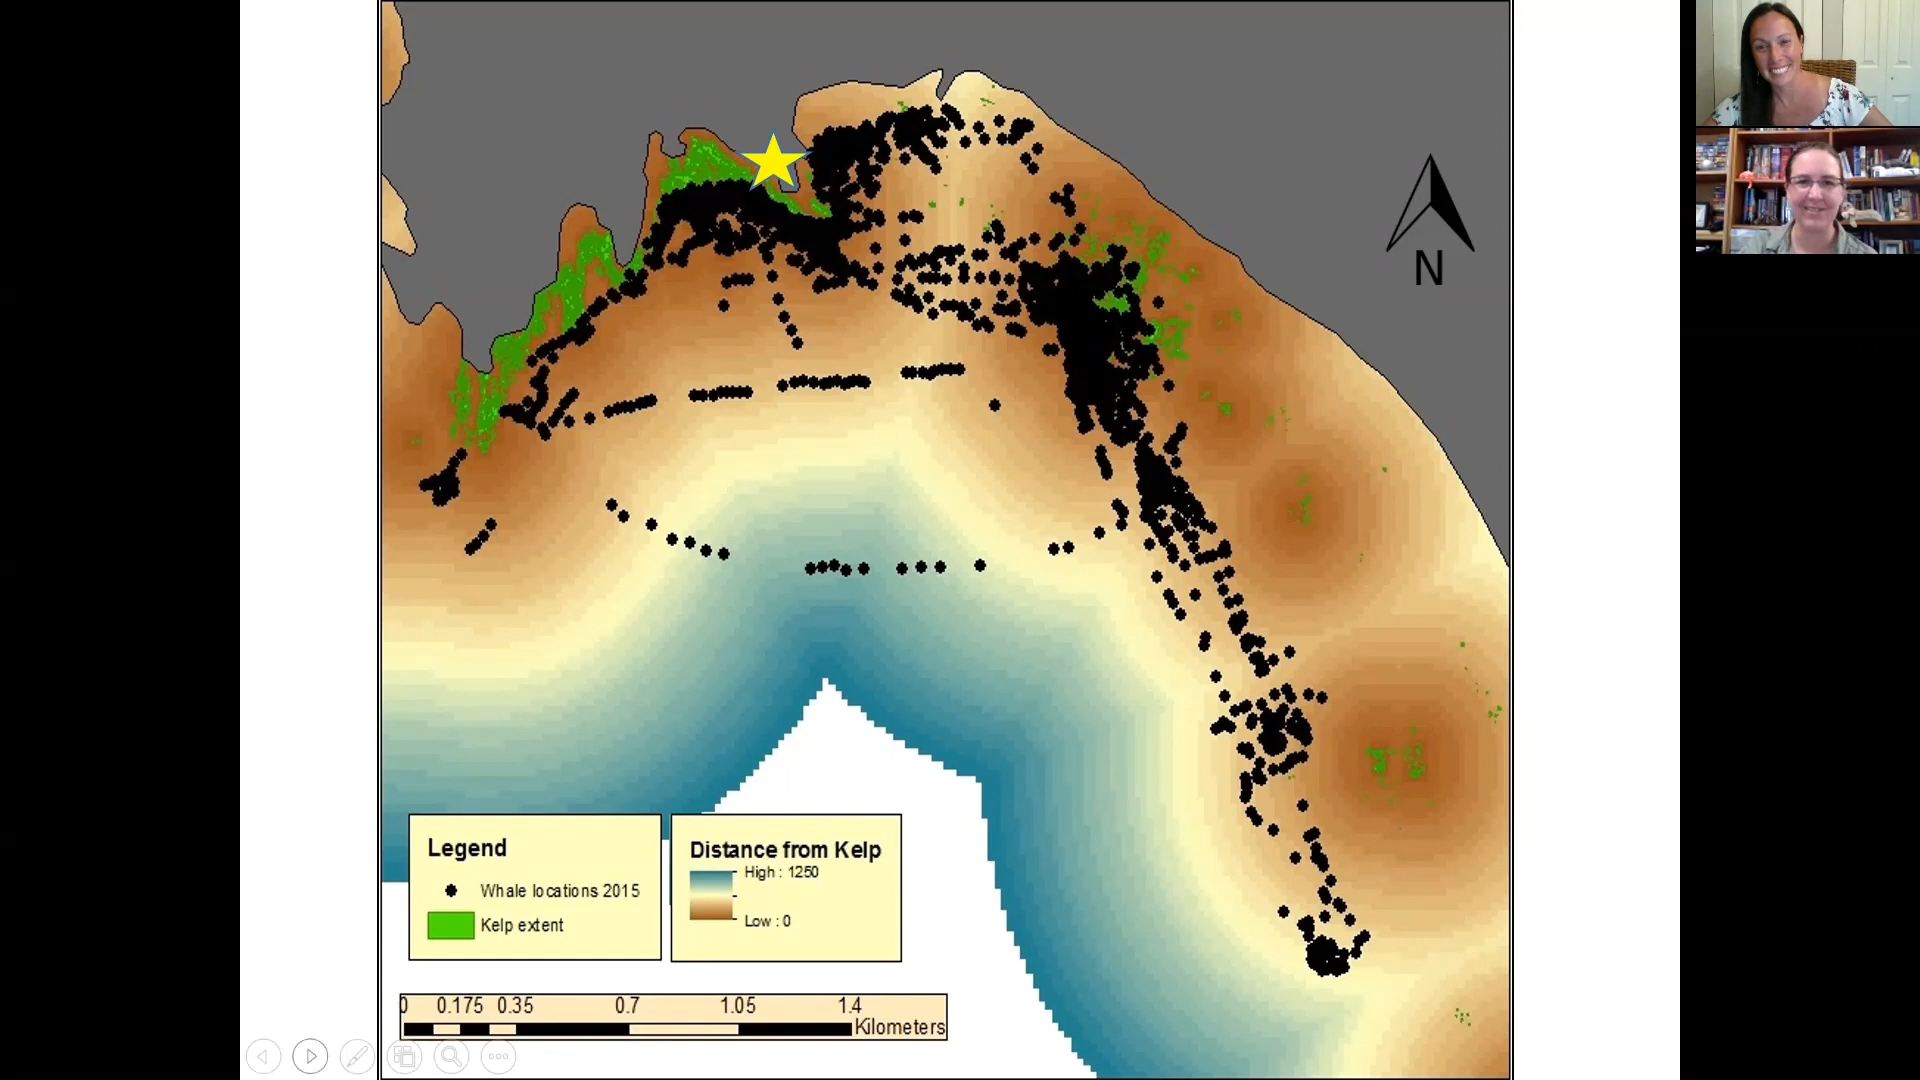 N
Legend
Whale locations 2015
Kelp extent
Distance from Kelp
High : 1250
Low : 0
0 0.175 0.35 0.7 1.05 1.4
Kilometers